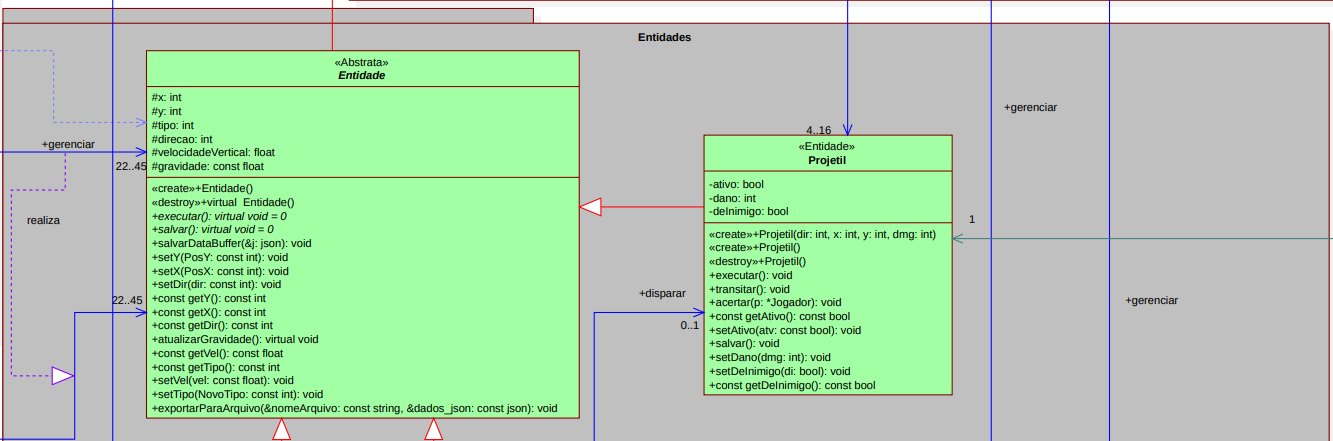 Entidades
«Abstrata»
Entidade
#x: int
#y: int
#tipo: int
#direcao: int
#velocidadeVertical: float
#gravidade: const float
«create»+Entidade()
«destroy»+virtual  Entidade()
+executar(): virtual void = 0
+salvar(): virtual void = 0
+salvarDataBuffer(&j: json): void
+setY(PosY: const int): void
+setX(PosX: const int): void
+setDir(dir: const int): void
+const getY(): const int
+const getX(): const int
+const getDir(): const int
+atualizarGravidade(): virtual void
+const getVel(): const float
+const getTipo(): const int
+setVel(vel: const float): void
+setTipo(NovoTipo: const int): void
+exportarParaArquivo(&nomeArquivo: const string, &dados_json: const json): void
+gerenciar
22..45
realiza
22..45
4..16
«Entidade»
Projetil
-ativo: bool
-dano: int
-deInimigo: bool
«create»+Projetil(dir: int, x: int, y: int, dmg: int)
«create»+Projetil()
«destroy»+Projetil()
+executar(): void
+transitar(): void
+acertar(p: *Jogador): void
+const getAtivo(): const bool
+setAtivo(atv: const bool): void
+salvar(): void
+setDano(dmg: int): void
+setDeInimigo(di: bool): void
+const getDeInimigo(): const bool
+disparar
0..1
+gerenciar
1
+gerenciar